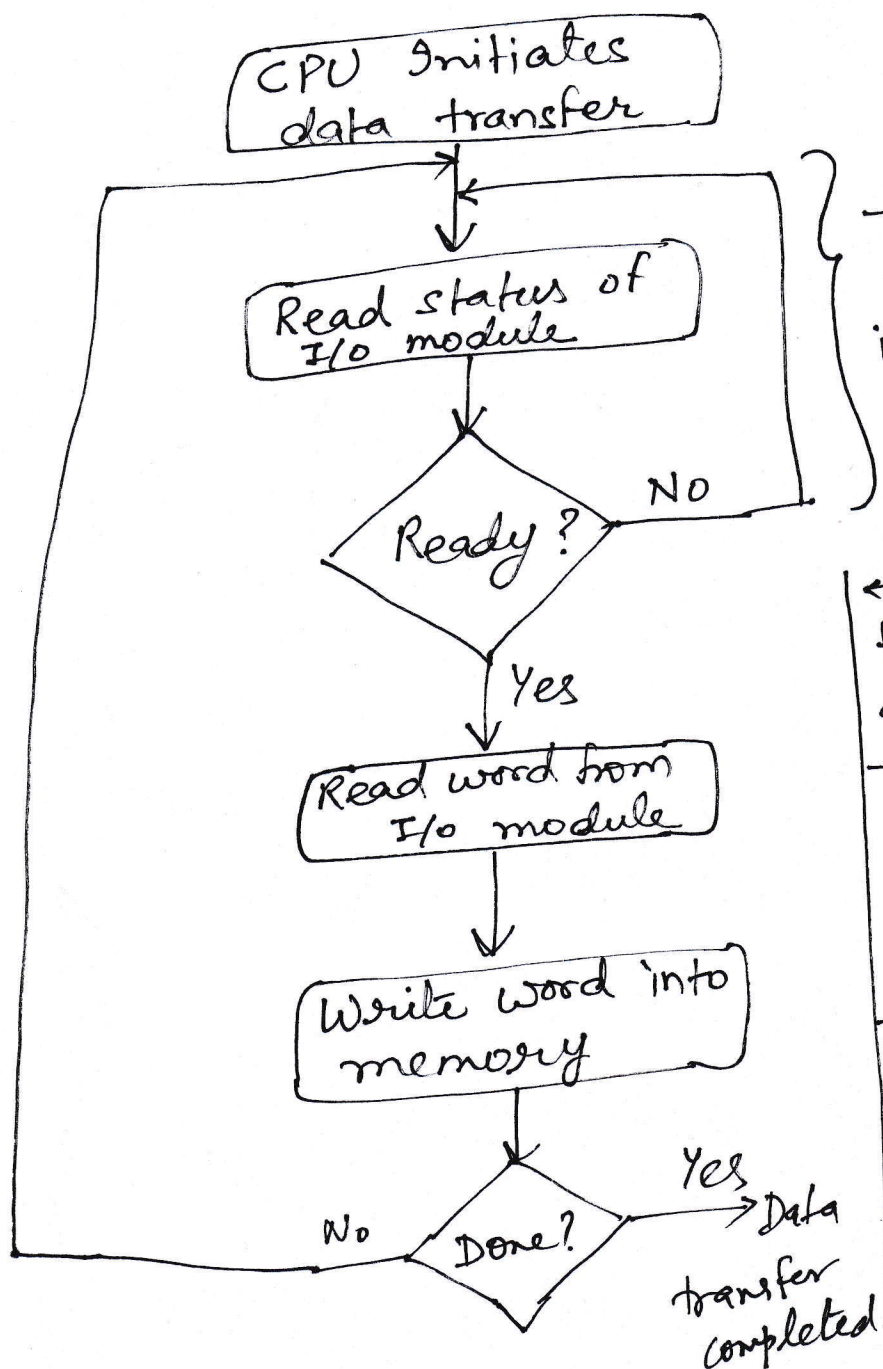 CPU Initiates
data transfer
Read status of
I/O module
Ready?
NO
Yes
Read word from
I/O module
Write word into
memory
Done?
No
Yes
Data
transfer
completed